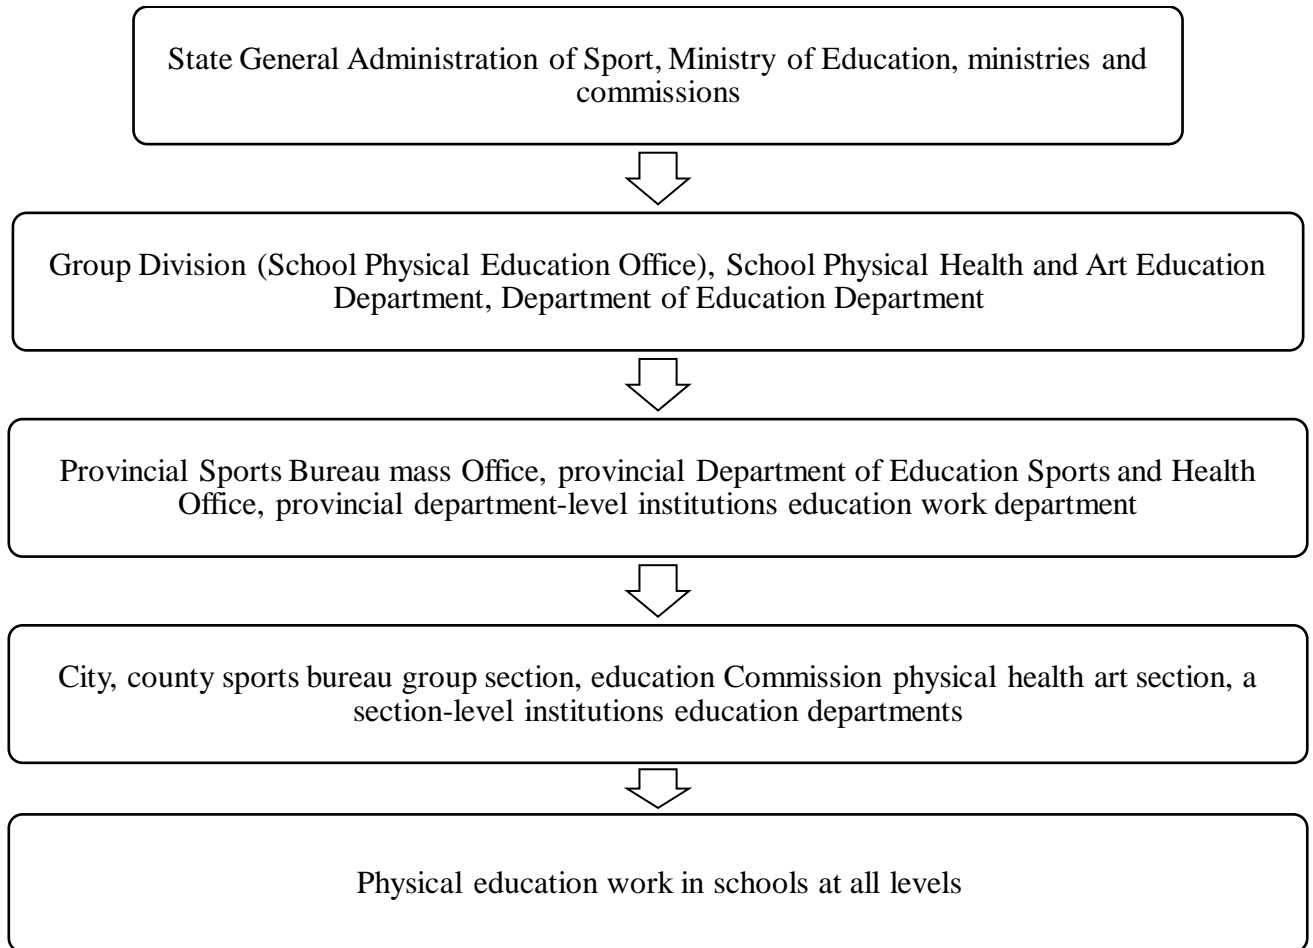 State General Administration of Sport, Ministry of Education, ministries and
commissions
Group Division (School Physical Education Office), School Physical Health and Art Education
Department, Department of Education Department
Provincial Sports Bureau mass Office, provincial Department of Education Sports and Health
Office, provincial department-level institutions education work department
City, county sports bureau group section, education Commission physical health art section, a
section-level institutions education departments
Physical education work in schools at all levels